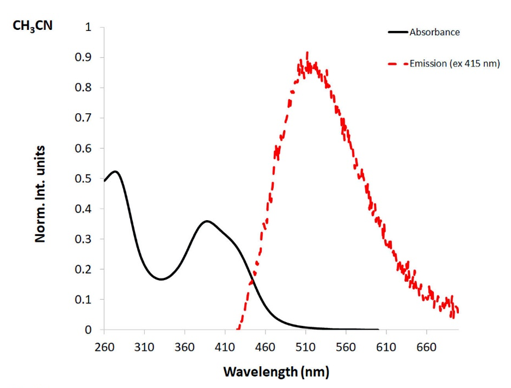 CH₃CN
Absorbance
Emission (ex 415 nm)
Norm. Int. units
1
0.9
0.8
0.7
0.6
0.5
0.4
0.3
0.2
0.1
0
260 310 360 410 460 510 560 610 660
Wavelength (nm)